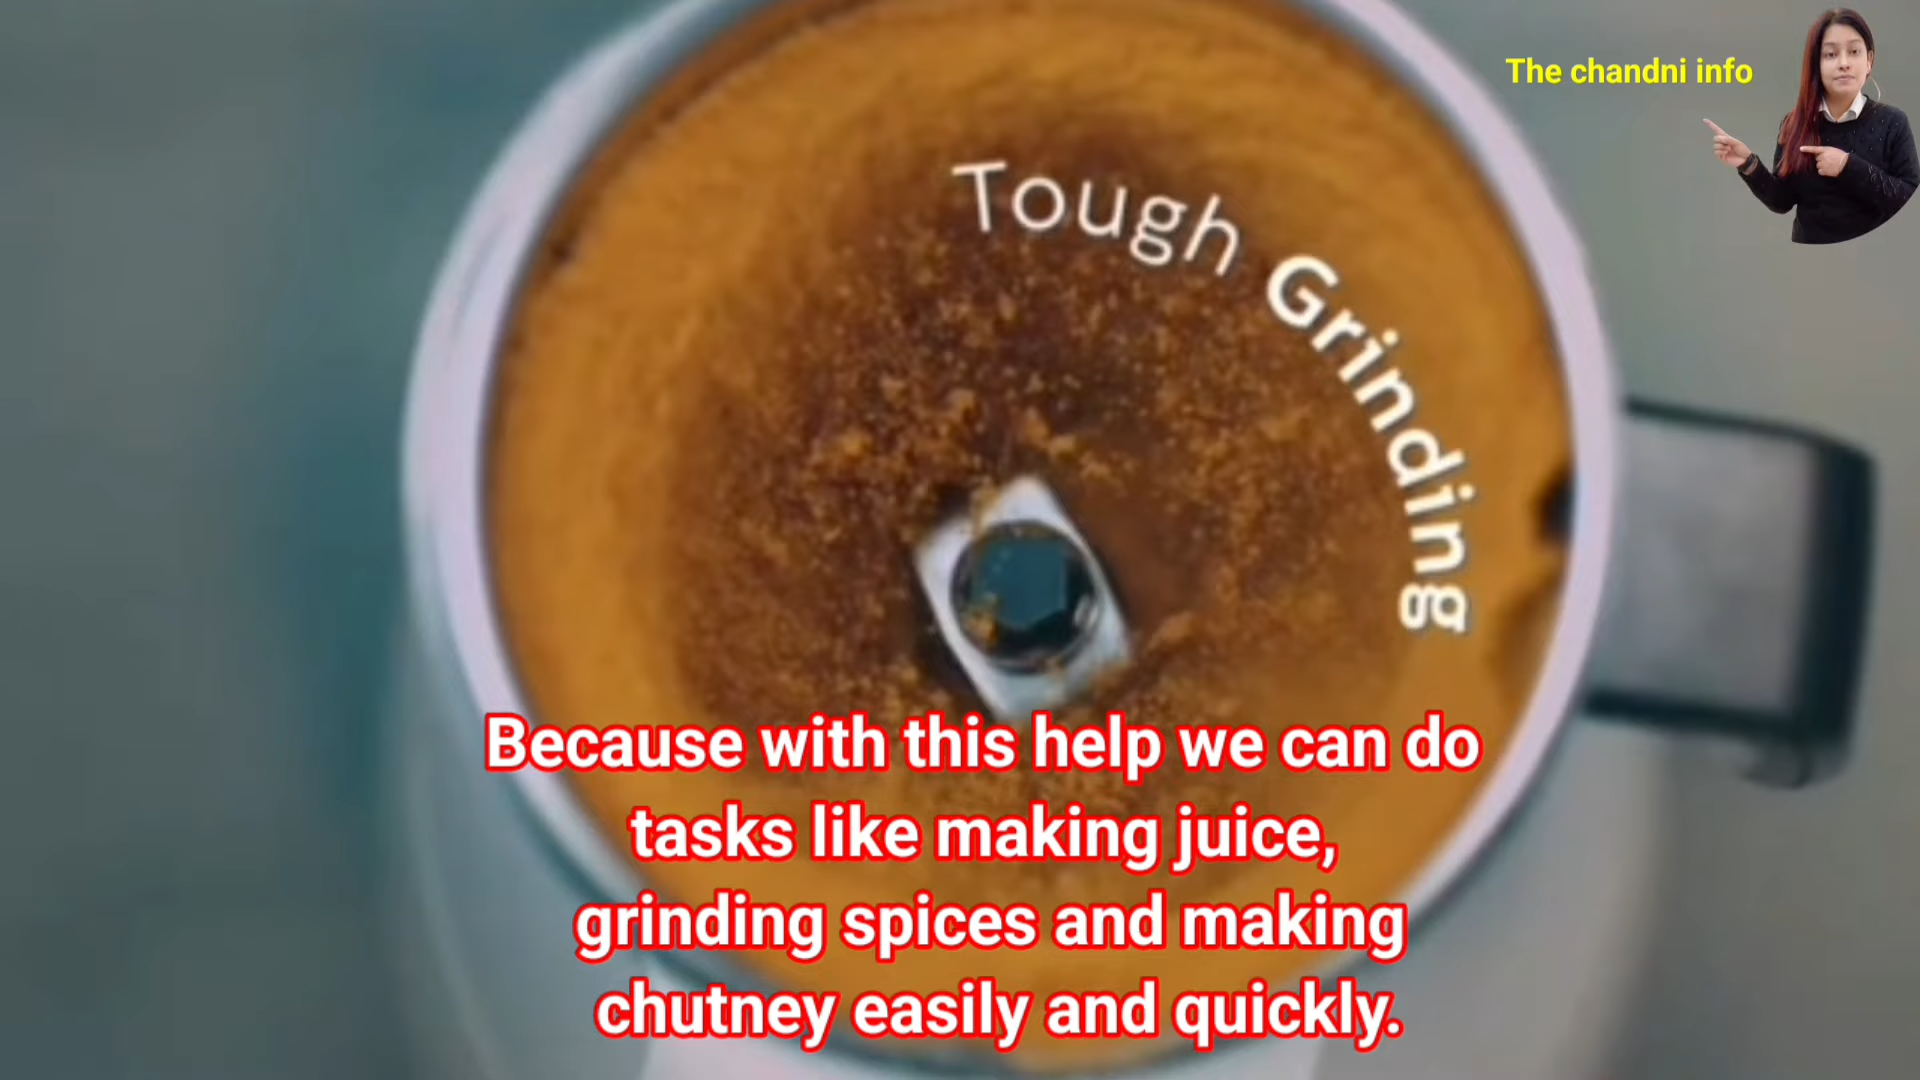 The chandni info
Tough Grinding
Because with this help we can do
tasks like making juice,
grinding spices and making
chutney easily and quickly.